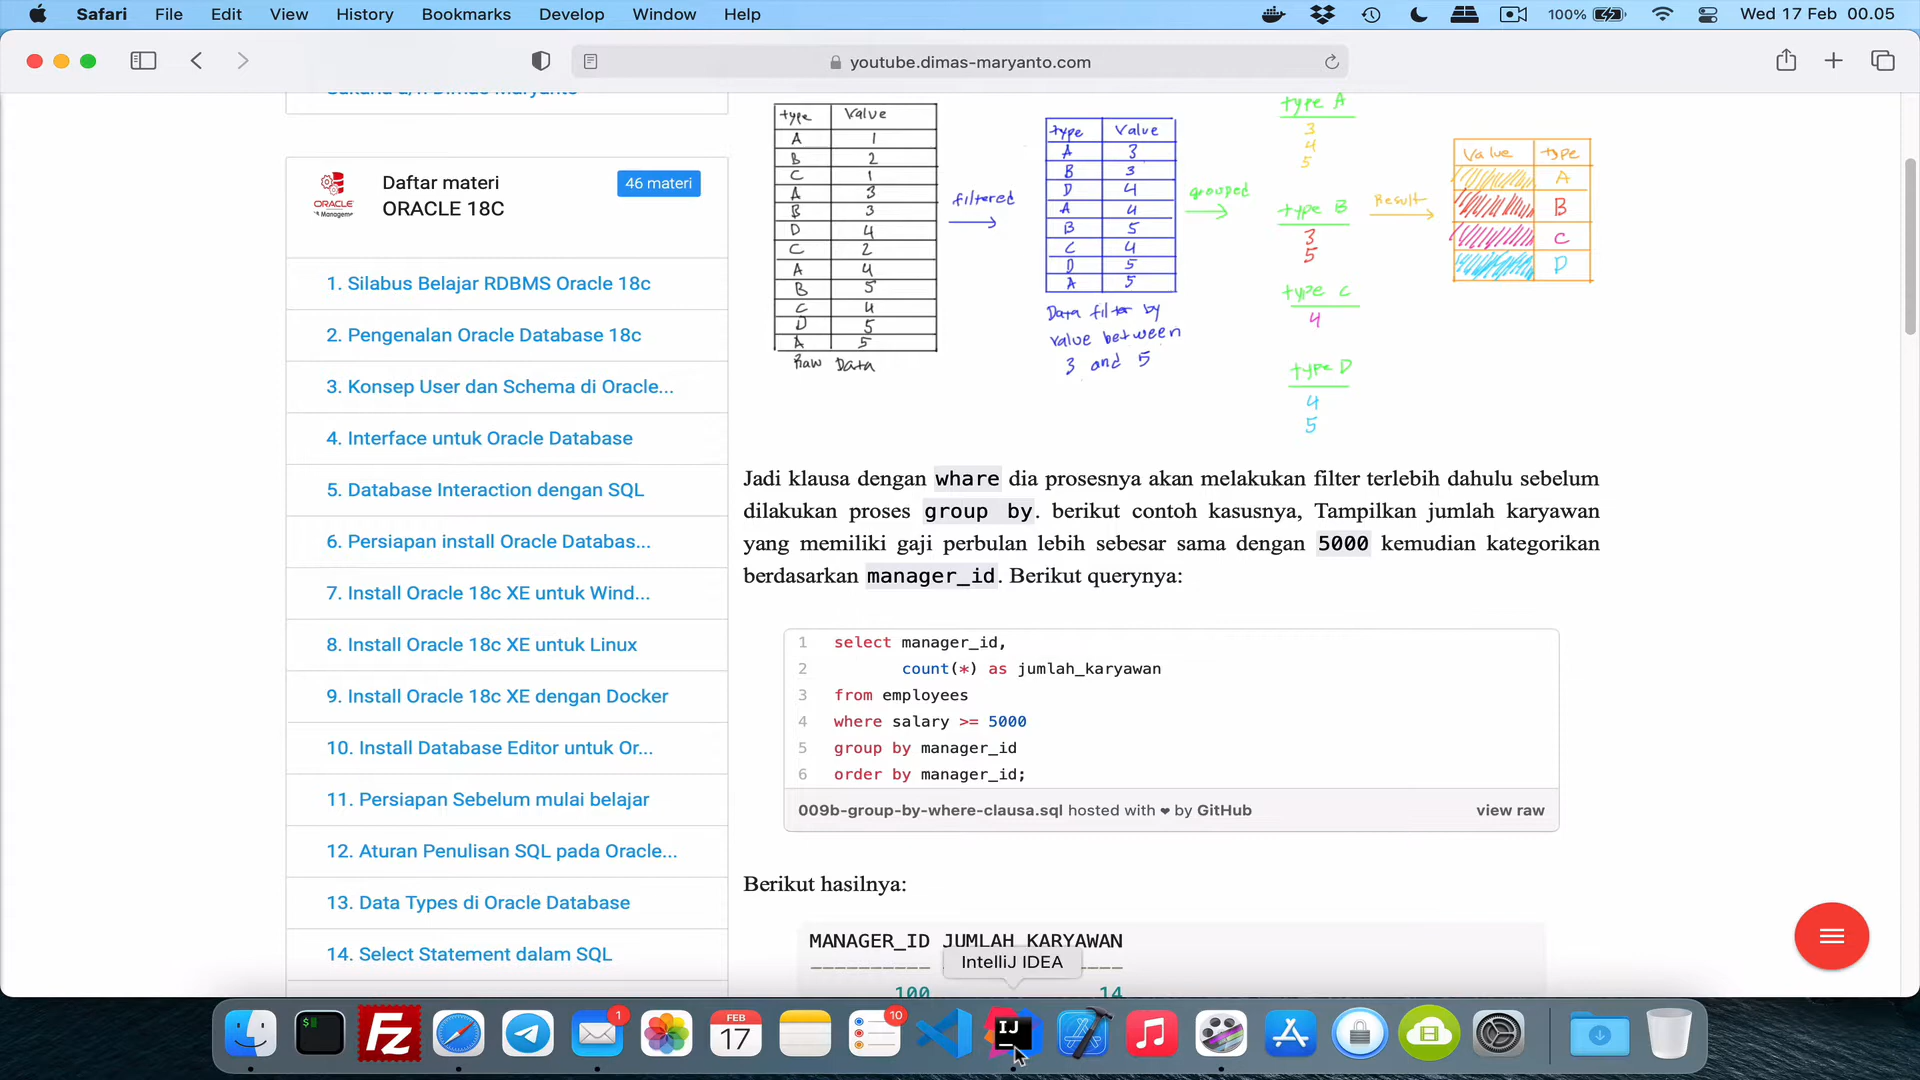 Safari File Edit View History Bookmarks Develop Window Help 100% Wed 17 Feb 00.05
youtube.dimas-maryanto.com
Daftar materi
ORACLE 18C
46 materi
ORACLE
1. Silabus Belajar RDBMS Oracle 18c
2. Pengenalan Oracle Database 18c
3. Konsep User dan Schema di Oracle...
4. Interface untuk Oracle Database
5. Database Interaction dengan SQL
6. Persiapan install Oracle Databas...
7. Install Oracle 18c XE untuk Wind...
8. Install Oracle 18c XE untuk Linux
9. Install Oracle 18c XE dengan Docker
10. Install Database Editor untuk Or...
11. Persiapan Sebelum mulai belajar
12. Aturan Penulisan SQL pada Oracle...
13. Data Types di Oracle Database
14. Select Statement dalam SQL
type Value
A 1
B 2
C 1
A 3
B 3
D 4
C 2
A 4
B 5
C 4
D 5
A 5
Raw Data
filtered
type Value
A 3
B 3
D 4
A 4
B 5
C 4
D 5
A 5
Data filter by
value between
3 and 5
grouped
type A
3
4
5
type B
3
5
type C
4
type D
4
5
Result
Value type
A
B
C
D
Jadi klausa dengan whare dia prosesnya akan melakukan filter terlebih dahulu sebelum
dilakukan proses group by. berikut contoh kasusnya, Tampilkan jumlah karyawan
yang memiliki gaji perbulan lebih sebesar sama dengan 5000 kemudian kategorikan
berdasarkan manager_id. Berikut querynya:
1 select manager_id,
2 count(*) as jumlah_karyawan
3 from employees
4 where salary >= 5000
5 group by manager_id
6 order by manager_id;
009b-group-by-where-clausa.sql hosted with ❤ by GitHub view raw
Berikut hasilnya:
MANAGER_ID JUMLAH_KARYAWAN
100 14
IntelliJ IDEA
1
FEB
17
10
IJ